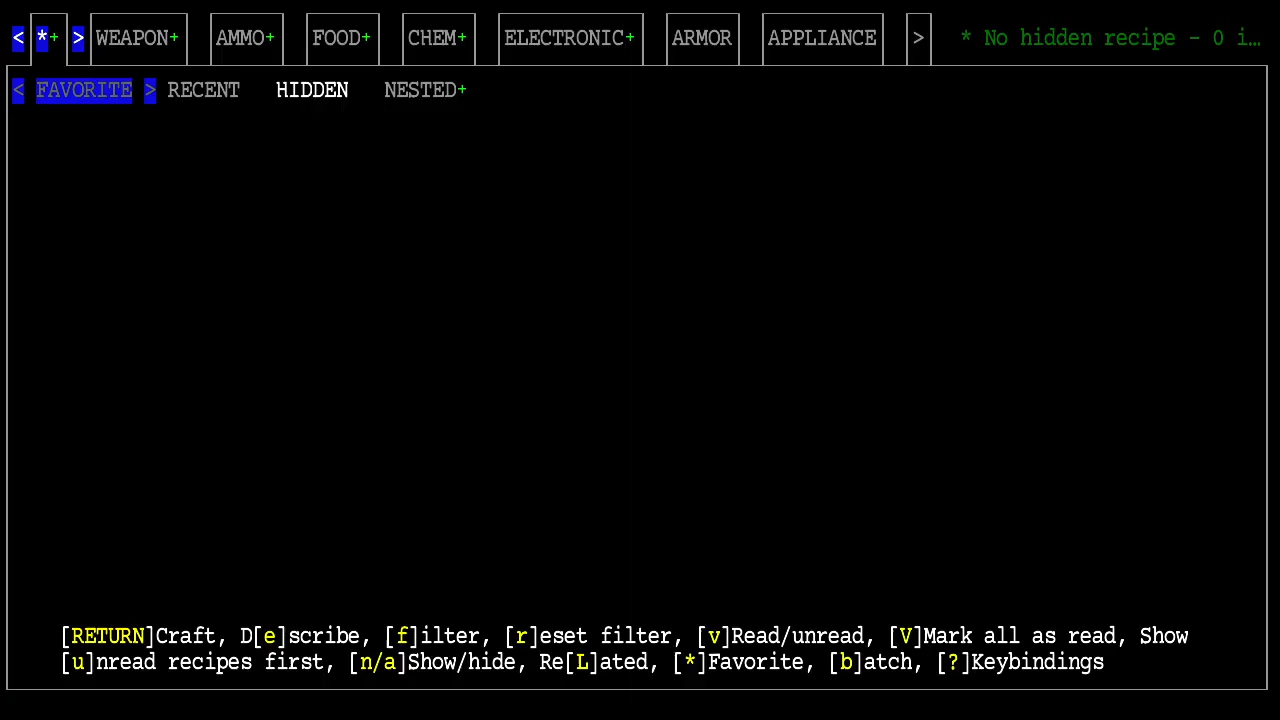 < *+ > WEAPON+ AMMO+ FOOD+ CHEM+ ELECTRONIC+ ARMOR APPLIANCE > * No hidden recipe - 0 i…
< FAVORITE > RECENT HIDDEN NESTED+
[RETURN]Craft, D[e]scribe, [f]ilter, [r]eset filter, [v]Read/unread, [V]Mark all as read, Show
[u]nread recipes first, [n/a]Show/hide, Re[L]ated, [*]Favorite, [b]atch, [?]Keybindings